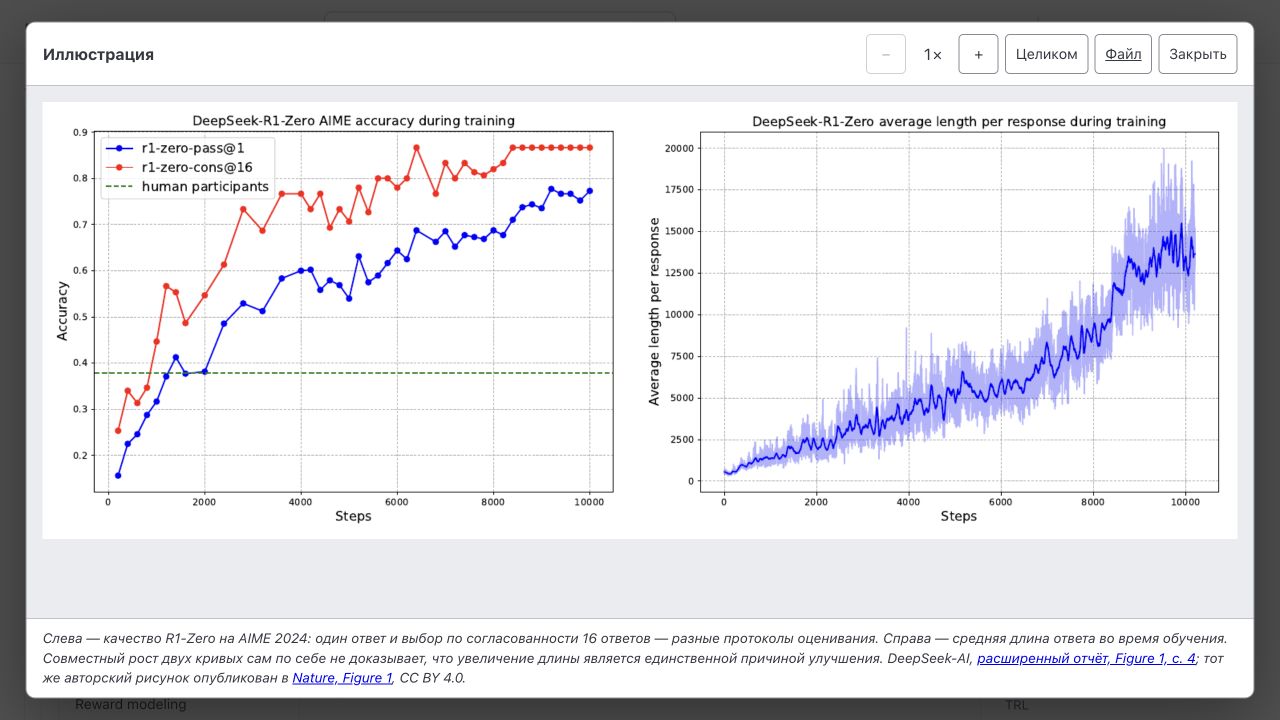 Иллюстрация
−
1×
+
Целиком
Файл
Закрыть
DeepSeek-R1-Zero AIME accuracy during training
r1-zero-pass@1
r1-zero-cons@16
human participants
0.9
0.8
0.7
0.6
0.5
0.4
0.3
0.2
Accuracy
0
2000
4000
6000
8000
10000
Steps
DeepSeek-R1-Zero average length per response during training
20000
17500
15000
12500
10000
7500
5000
2500
0
Average length per response
0
2000
4000
6000
8000
10000
Steps
Слева — качество R1-Zero на AIME 2024: один ответ и выбор по согласованности 16 ответов — разные протоколы оценивания. Справа — средняя длина ответа во время обучения.
Совместный рост двух кривых сам по себе не доказывает, что увеличение длины является единственной причиной улучшения. DeepSeek-AI, расширенный отчёт, Figure 1, с. 4; тот
же авторский рисунок опубликован в Nature, Figure 1, CC BY 4.0.
Reward modeling
TRL